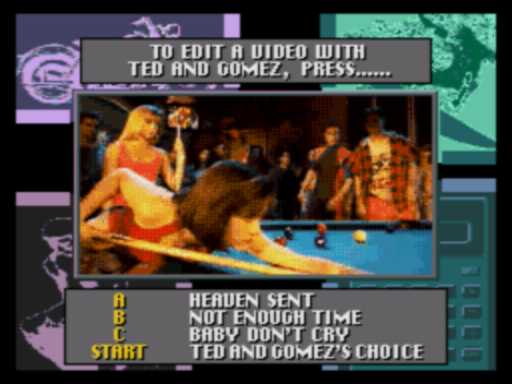 TO EDIT A VIDEO WITH
TED AND GOMEZ, PRESS......
A HEAVEN SENT
B NOT ENOUGH TIME
C BABY DON'T CRY
START TED AND GOMEZ'S CHOICE